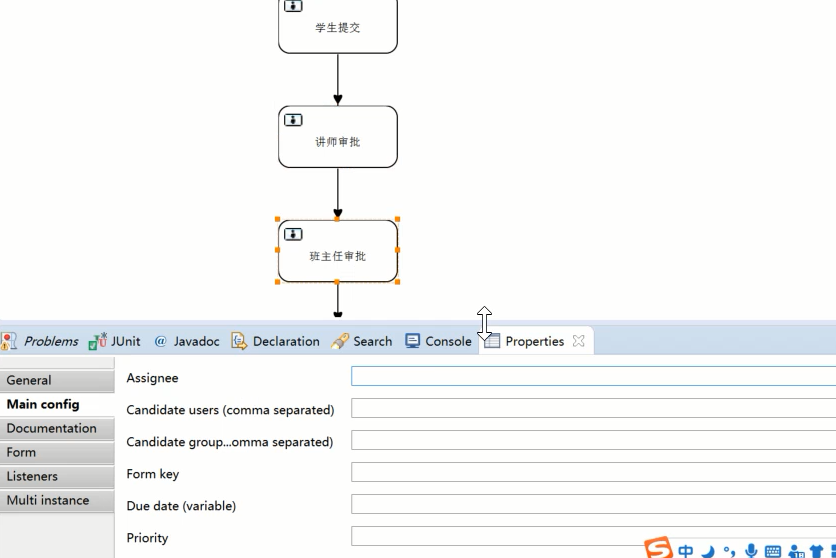 学生提交
讲师审批
班主任审批
Problems JUnit @ Javadoc Declaration Search Console Properties
General
Main config
Documentation
Form
Listeners
Multi instance
Assignee
Candidate users (comma separated)
Candidate group...omma separated)
Form key
Due date (variable)
Priority
S 中